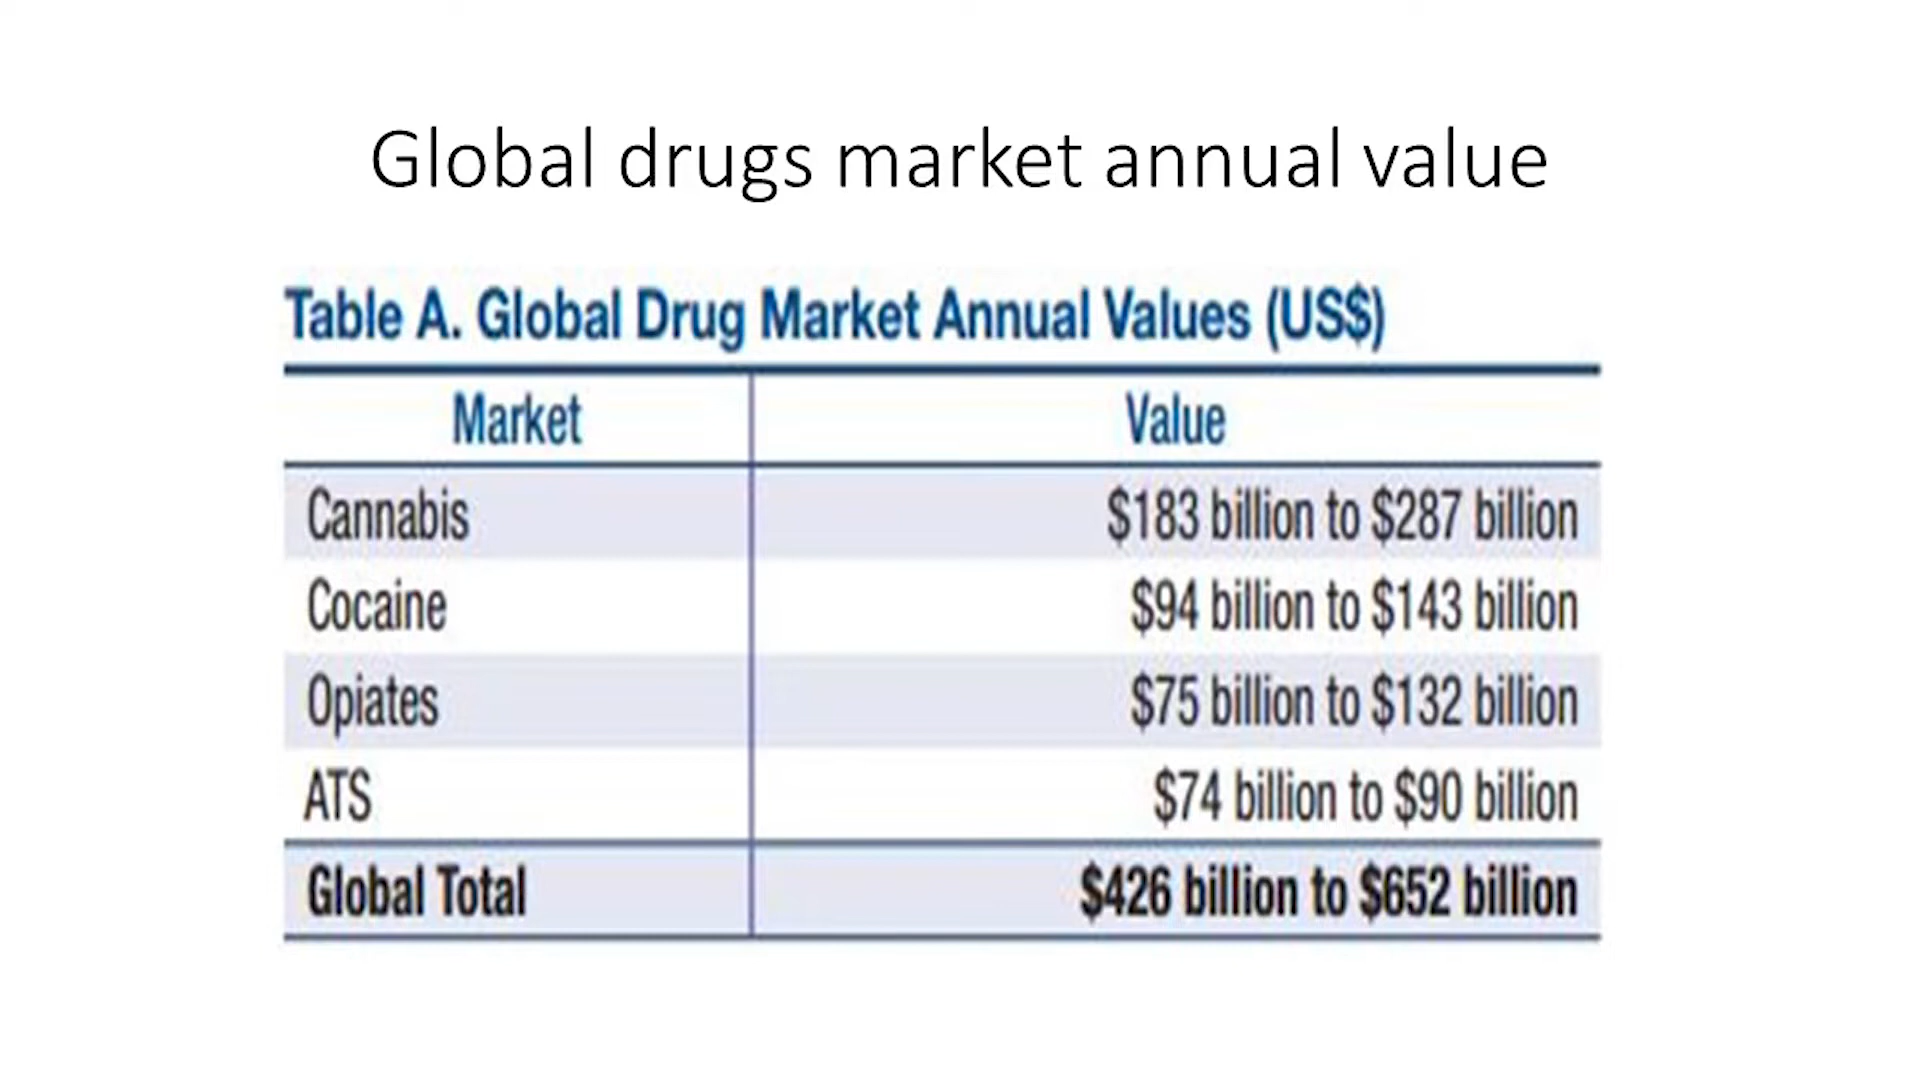 Global drugs market annual value
Table A. Global Drug Market Annual Values (US$)
Market Value
Cannabis $183 billion to $287 billion
Cocaine $94 billion to $143 billion
Opiates $75 billion to $132 billion
ATS $74 billion to $90 billion
Global Total $426 billion to $652 billion